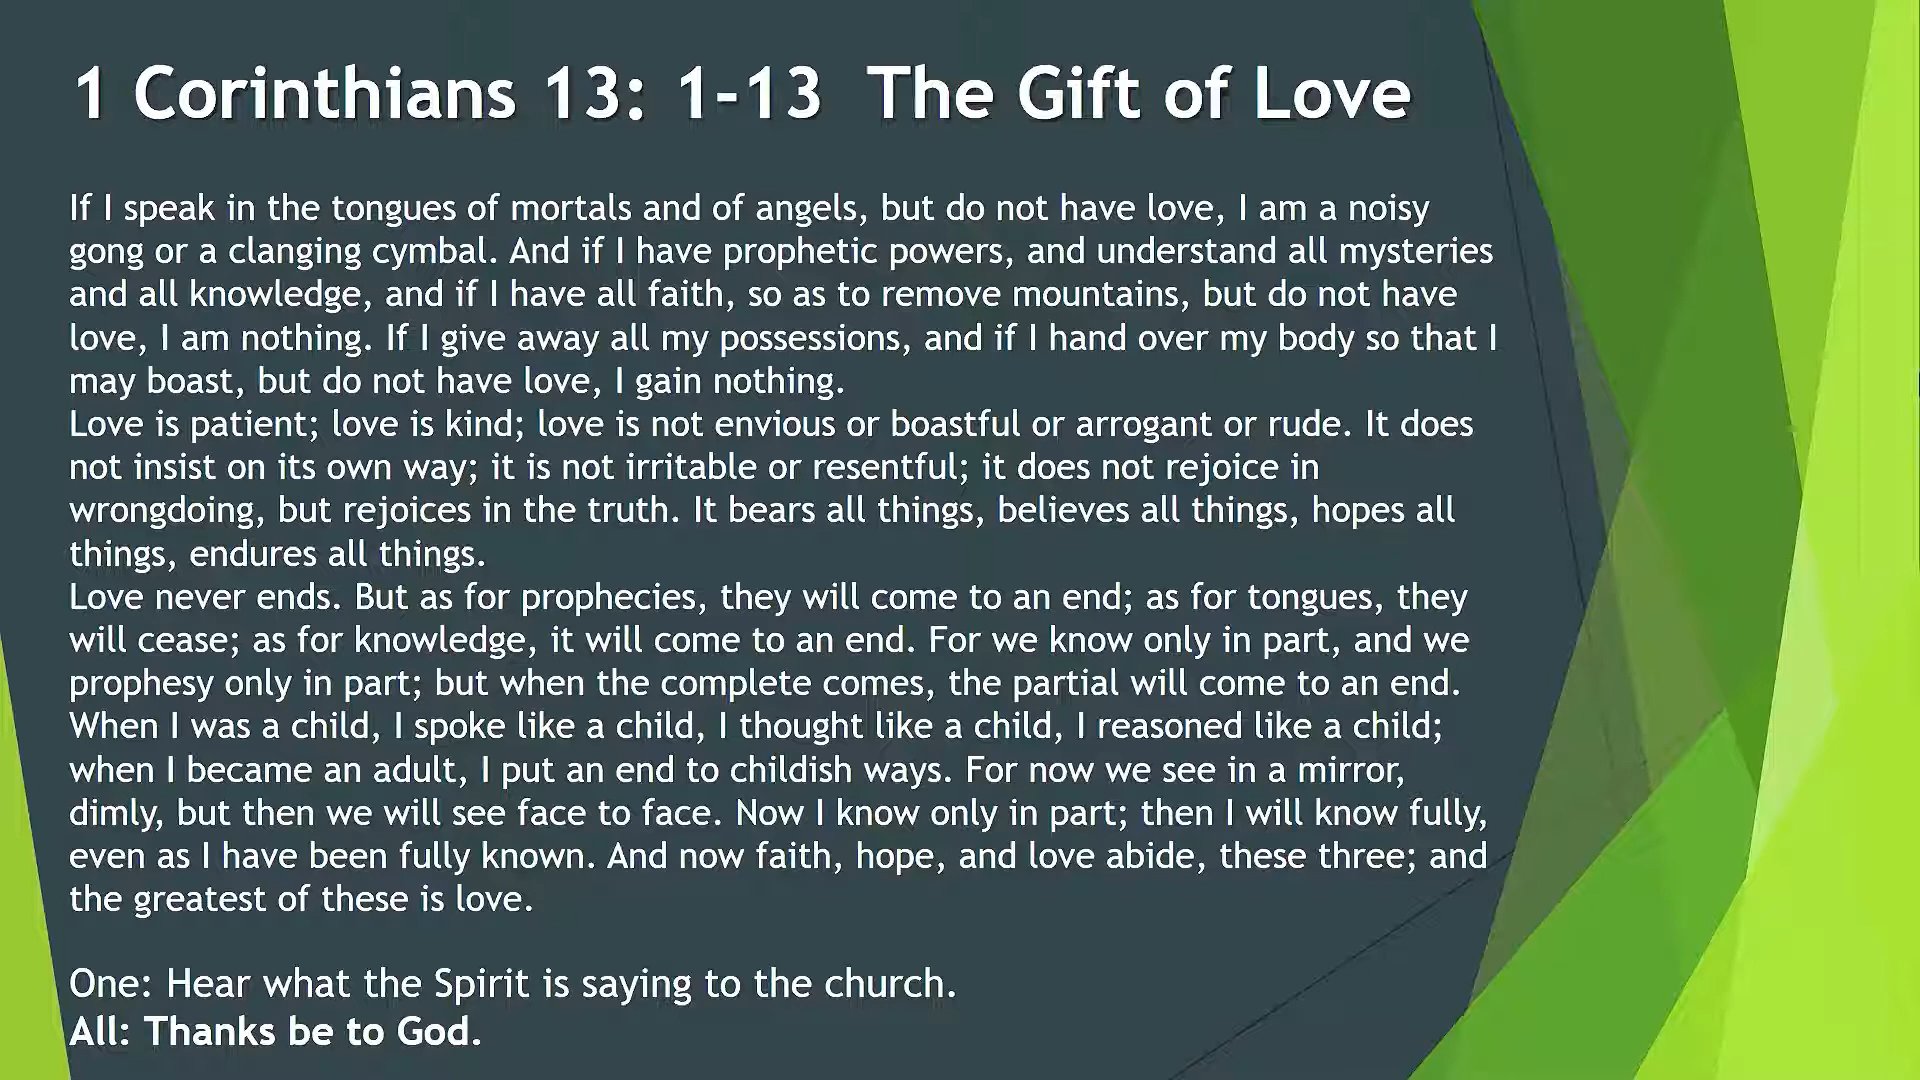 1 Corinthians 13: 1-13  The Gift of Love
If I speak in the tongues of mortals and of angels, but do not have love, I am a noisy
gong or a clanging cymbal. And if I have prophetic powers, and understand all mysteries
and all knowledge, and if I have all faith, so as to remove mountains, but do not have
love, I am nothing. If I give away all my possessions, and if I hand over my body so that I
may boast, but do not have love, I gain nothing.
Love is patient; love is kind; love is not envious or boastful or arrogant or rude. It does
not insist on its own way; it is not irritable or resentful; it does not rejoice in
wrongdoing, but rejoices in the truth. It bears all things, believes all things, hopes all
things, endures all things.
Love never ends. But as for prophecies, they will come to an end; as for tongues, they
will cease; as for knowledge, it will come to an end. For we know only in part, and we
prophesy only in part; but when the complete comes, the partial will come to an end.
When I was a child, I spoke like a child, I thought like a child, I reasoned like a child;
when I became an adult, I put an end to childish ways. For now we see in a mirror,
dimly, but then we will see face to face. Now I know only in part; then I will know fully,
even as I have been fully known. And now faith, hope, and love abide, these three; and
the greatest of these is love.
One: Hear what the Spirit is saying to the church.
All: Thanks be to God.